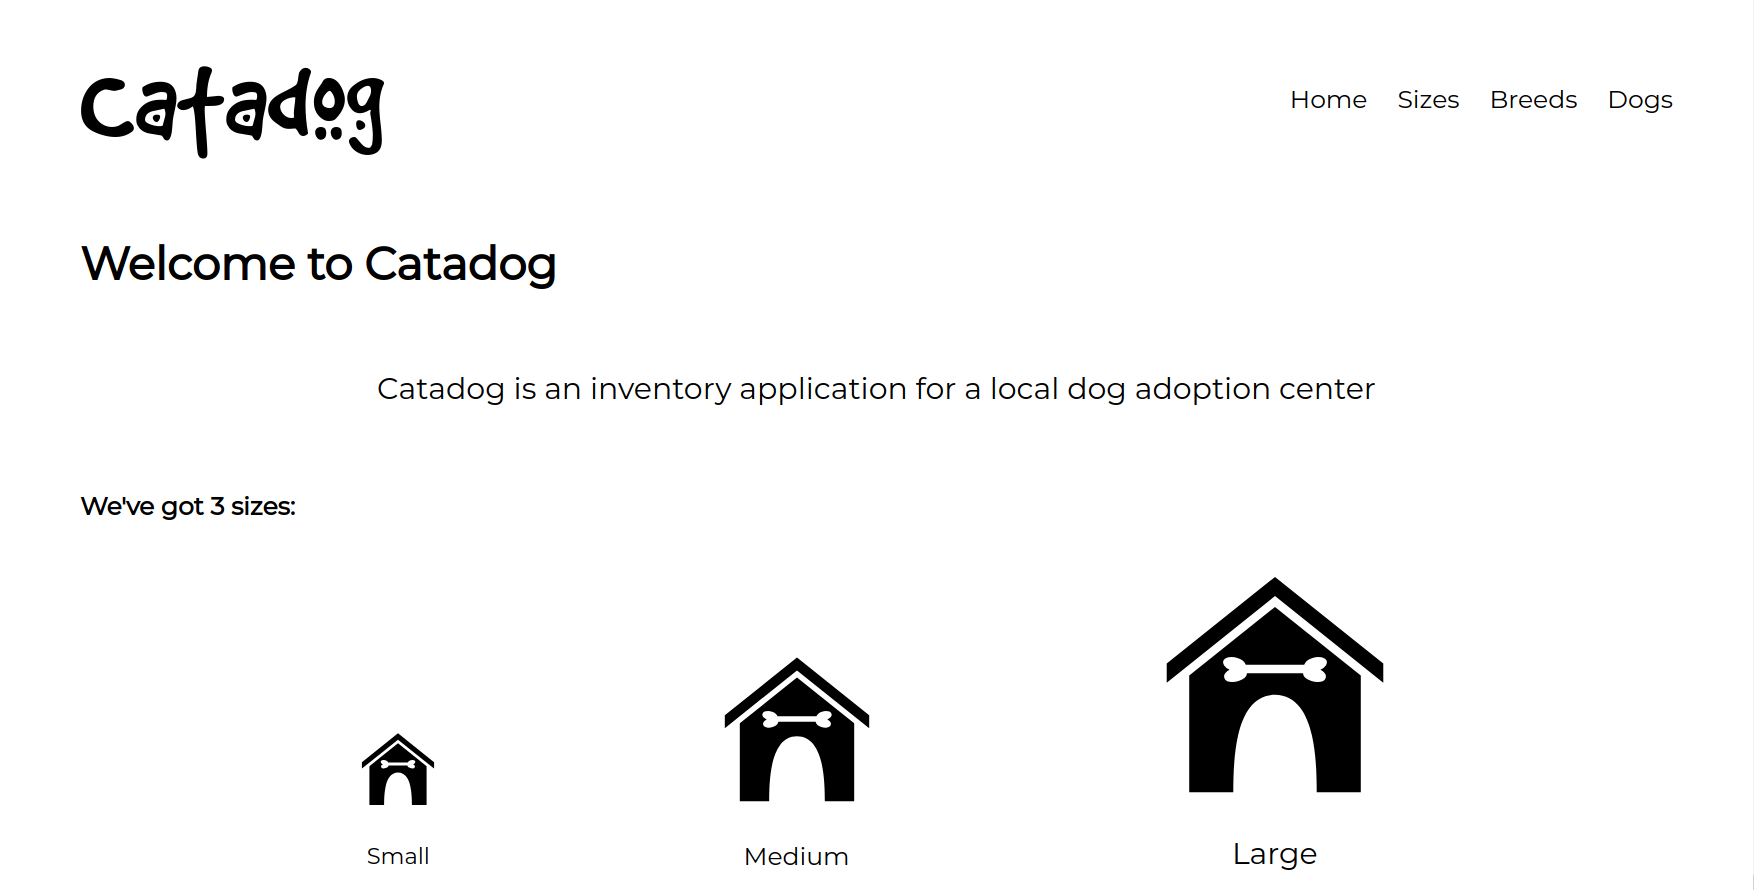 Catadog
Home Sizes Breeds Dogs
Welcome to Catadog
Catadog is an inventory application for a local dog adoption center
We've got 3 sizes:
Small Medium Large